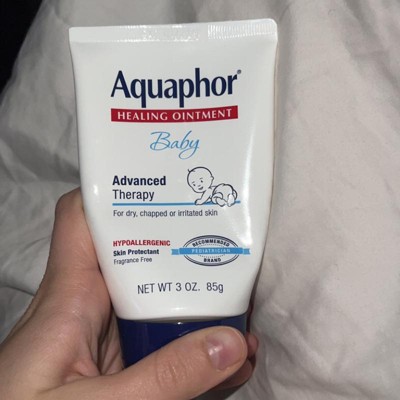 Aquaphor®
HEALING OINTMENT
Baby
Advanced
Therapy
For dry, chapped or irritated skin
HYPOALLERGENIC
Skin Protectant
Fragrance Free
RECOMMENDED
PEDIATRICIAN
BRAND
NET WT 3 OZ. 85g